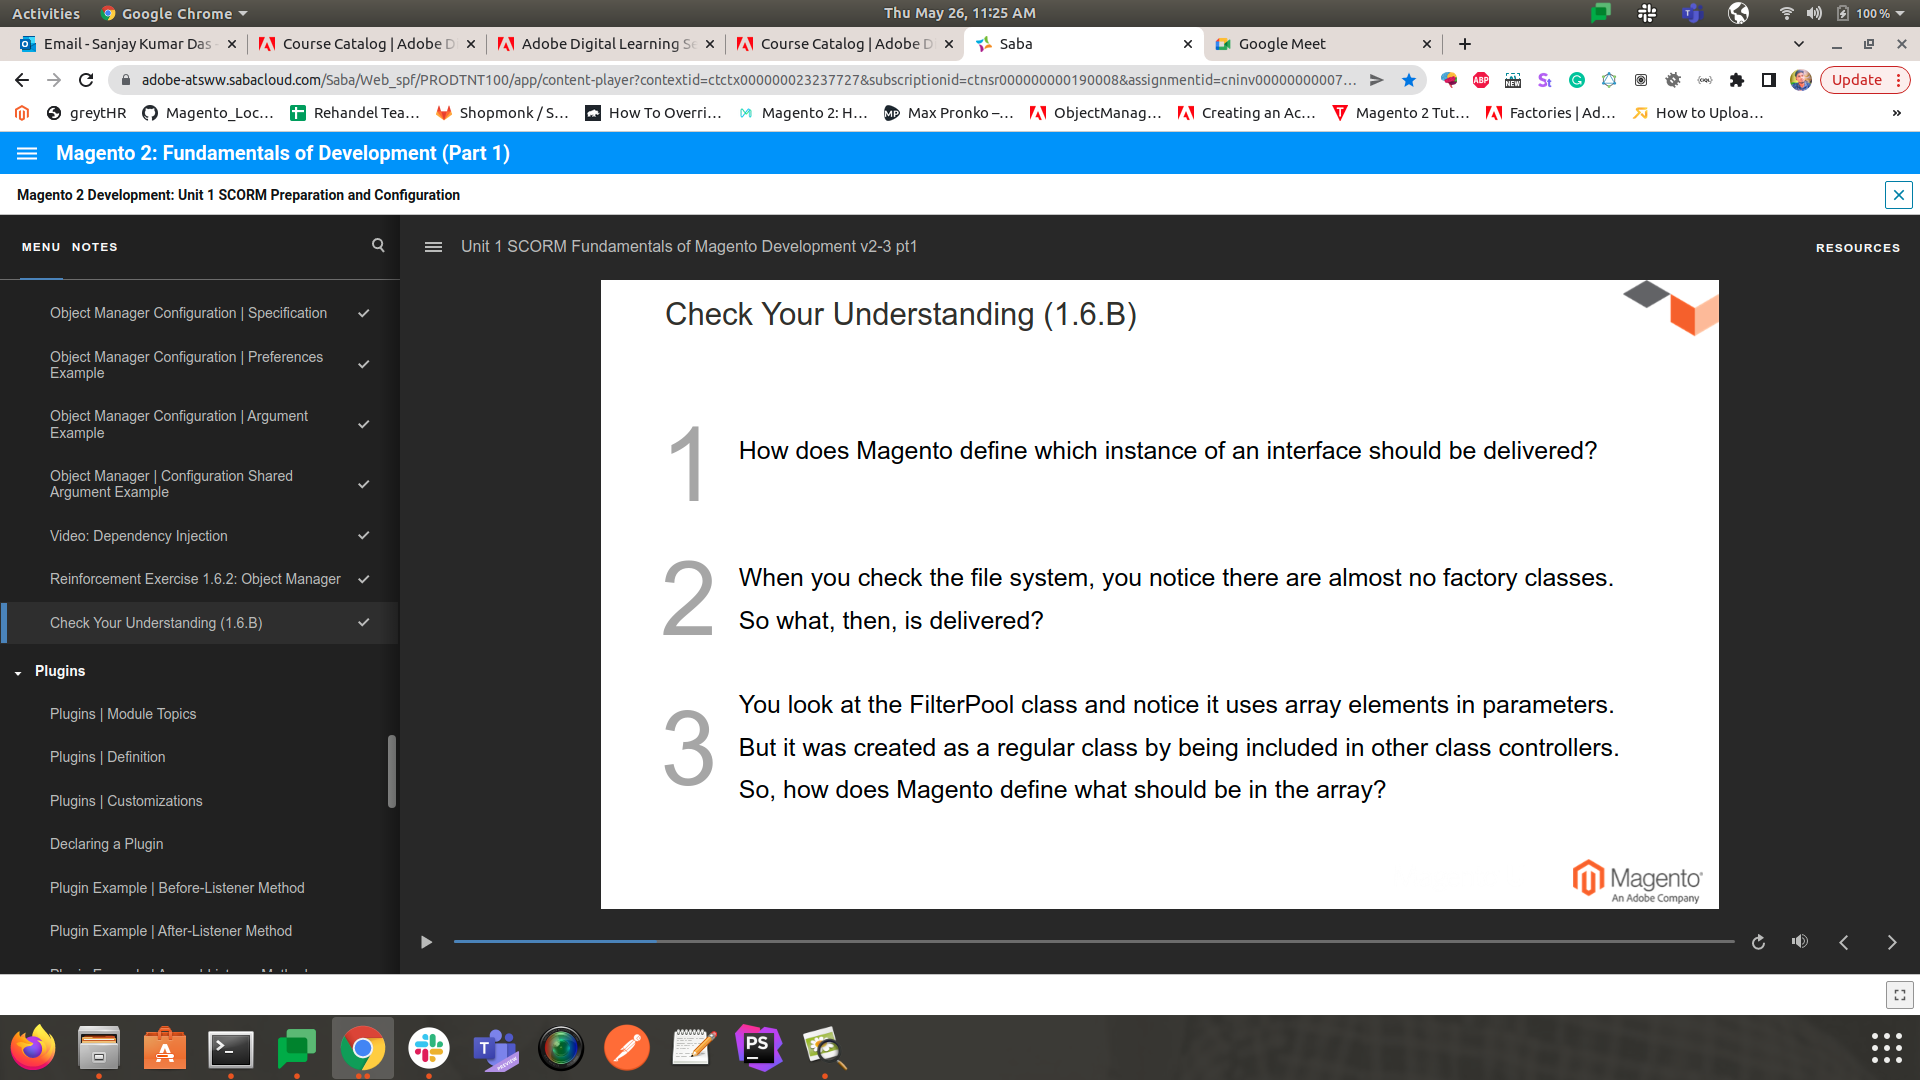 Activities
Google Chrome
Thu May 26, 11:25 AM
100 %
Email - Sanjay Kumar Das -
Course Catalog | Adobe D
Adobe Digital Learning Se
Course Catalog | Adobe D
Saba
Google Meet
adobe-atsww.sabacloud.com/Saba/Web_spf/PRODTNT100/app/content-player?contextid=ctctx000000023237727&subscriptionid=ctnsr000000000190008&assignmentid=cninv00000000007...
ABP
NEW
Update
greytHR
Magento_Loc...
Rehandel Tea...
Shopmonk / S...
How To Overri...
Magento 2: H...
Max Pronko –...
ObjectManag...
Creating an Ac...
Magento 2 Tut...
Factories | Ad...
How to Uploa...
Magento 2: Fundamentals of Development (Part 1)
Magento 2 Development: Unit 1 SCORM Preparation and Configuration
MENU
NOTES
Unit 1 SCORM Fundamentals of Magento Development v2-3 pt1
RESOURCES
Object Manager Configuration | Specification
Object Manager Configuration | Preferences
Example
Object Manager Configuration | Argument
Example
Object Manager | Configuration Shared
Argument Example
Video: Dependency Injection
Reinforcement Exercise 1.6.2: Object Manager
Check Your Understanding (1.6.B)
Plugins
Plugins | Module Topics
Plugins | Definition
Plugins | Customizations
Declaring a Plugin
Plugin Example | Before-Listener Method
Plugin Example | After-Listener Method
Check Your Understanding (1.6.B)
1
How does Magento define which instance of an interface should be delivered?
2
When you check the file system, you notice there are almost no factory classes.
So what, then, is delivered?
3
You look at the FilterPool class and notice it uses array elements in parameters.
But it was created as a regular class by being included in other class controllers.
So, how does Magento define what should be in the array?
Magento
An Adobe Company
PS